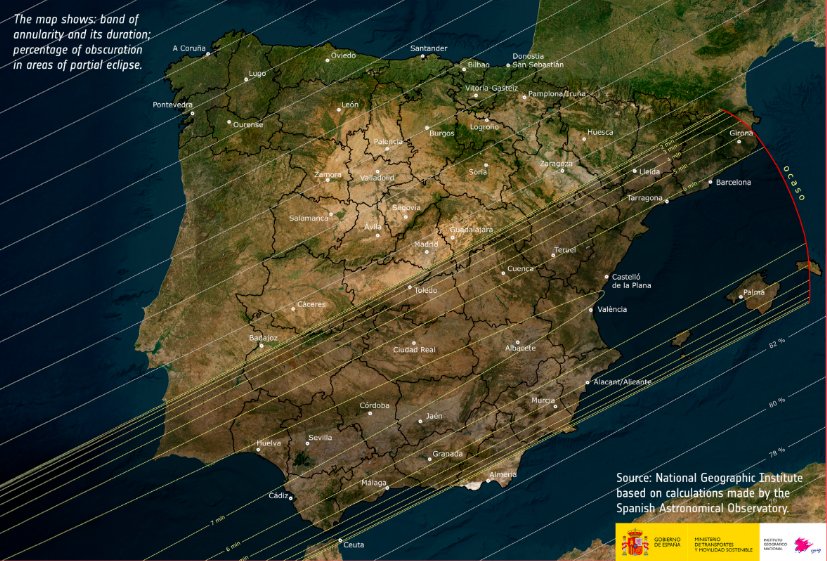 The map shows: band of
annularity and its duration;
percentage of obscuration
in areas of partial eclipse.
A Coruña
Oviedo
Santander
Bilbao
Donostia
San Sebastián
Lugo
Vitoria-Gasteiz
Pamplona/Iruña
Pontevedra
Ourense
León
Burgos
Logroño
Huesca
Girona
Palencia
Zamora
Valladolid
Soria
Zaragoza
Lleida
Barcelona
Tarragona
ocaso
Salamanca
Segovia
Ávila
Guadalajara
Madrid
Teruel
Cuenca
Castelló
de la Plana
Toledo
Palma
Cáceres
València
Badajoz
Ciudad Real
Albacete
82 %
Alacant/Alicante
Murcia
80 %
Córdoba
Jaén
Huelva
Sevilla
Granada
78 %
Almería
Málaga
Cádiz
7 min
6 min
Ceuta
Source: National Geographic Institute
based on calculations made by the
Spanish Astronomical Observatory.
GOBIERNO
DE ESPAÑA
MINISTERIO
DE TRANSPORTES
Y MOVILIDAD SOSTENIBLE
INSTITUTO
GEOGRÁFICO
NACIONAL